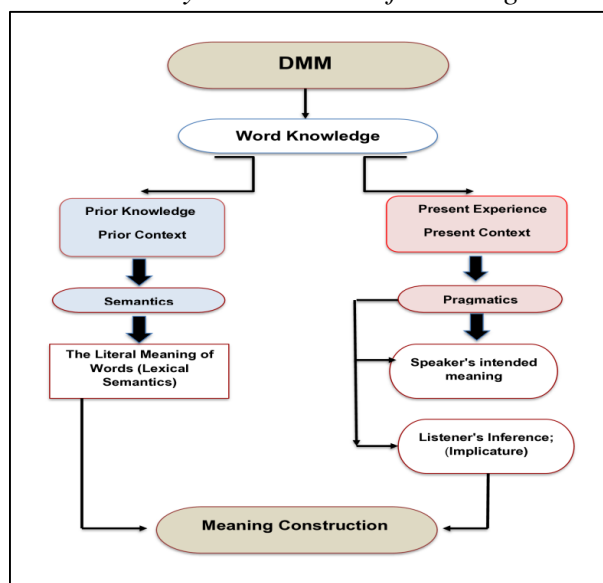 DMM
Word Knowledge
Prior Knowledge
Prior Context
Present Experience
Present Context
Semantics
Pragmatics
The Literal Meaning of
Words (Lexical
Semantics)
Speaker's intended
meaning
Listener's Inference;
(Implicature)
Meaning Construction